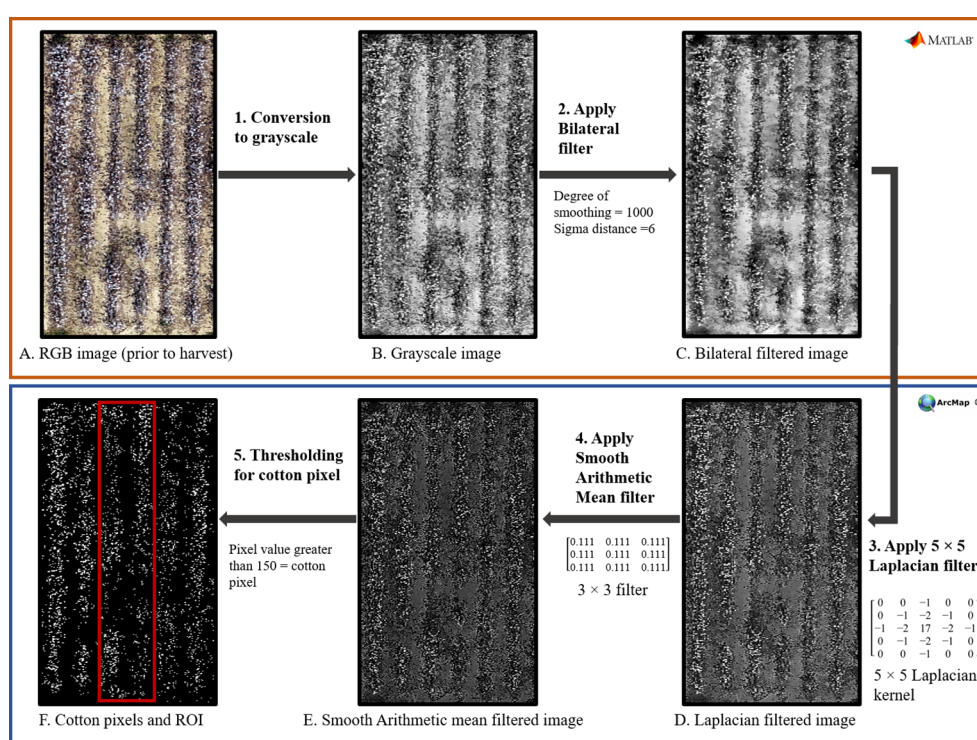 MATLAB®
1. Conversion
to grayscale
2. Apply
Bilateral
filter
Degree of
smoothing = 1000
Sigma distance =6
A. RGB image (prior to harvest)
B. Grayscale image
C. Bilateral filtered image
ArcMap
3. Apply 5 × 5
Laplacian filter
0 0 −1 0 0
0 −1 −2 −1 0
−1 −2 17 −2 −1
0 −1 −2 −1 0
0 0 −1 0 0
5 × 5 Laplacian
kernel
4. Apply
Smooth
Arithmetic
Mean filter
0.111 0.111 0.111
0.111 0.111 0.111
0.111 0.111 0.111
3 × 3 filter
5. Thresholding
for cotton pixel
Pixel value greater
than 150 = cotton
pixel
F. Cotton pixels and ROI
E. Smooth Arithmetic mean filtered image
D. Laplacian filtered image